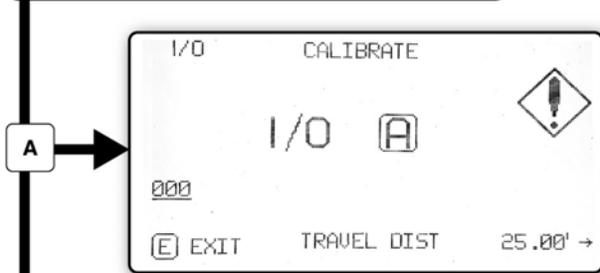 I/O CALIBRATE
A
I/O A
000
E EXIT TRAVEL DIST 25.00' →